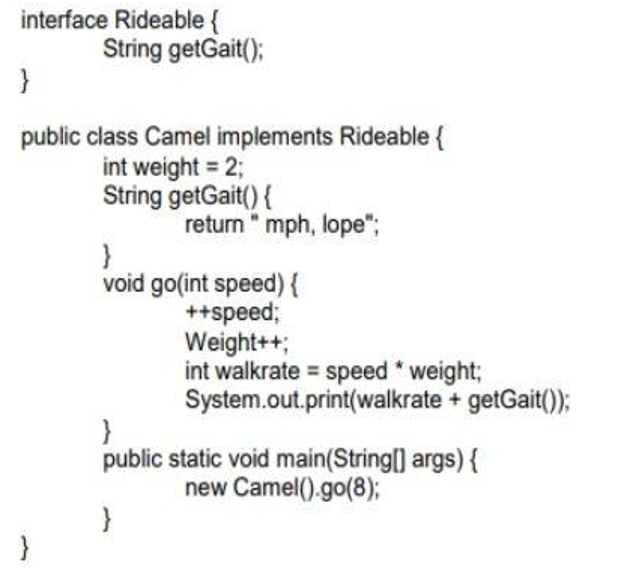 interface Rideable {
String getGait();
}
public class Camel implements Rideable {
int weight = 2;
String getGait() {
return " mph, lope";
}
void go(int speed) {
++speed;
Weight++;
int walkrate = speed * weight;
System.out.print(walkrate + getGait());
}
public static void main(String[] args) {
new Camel().go(8);
}
}